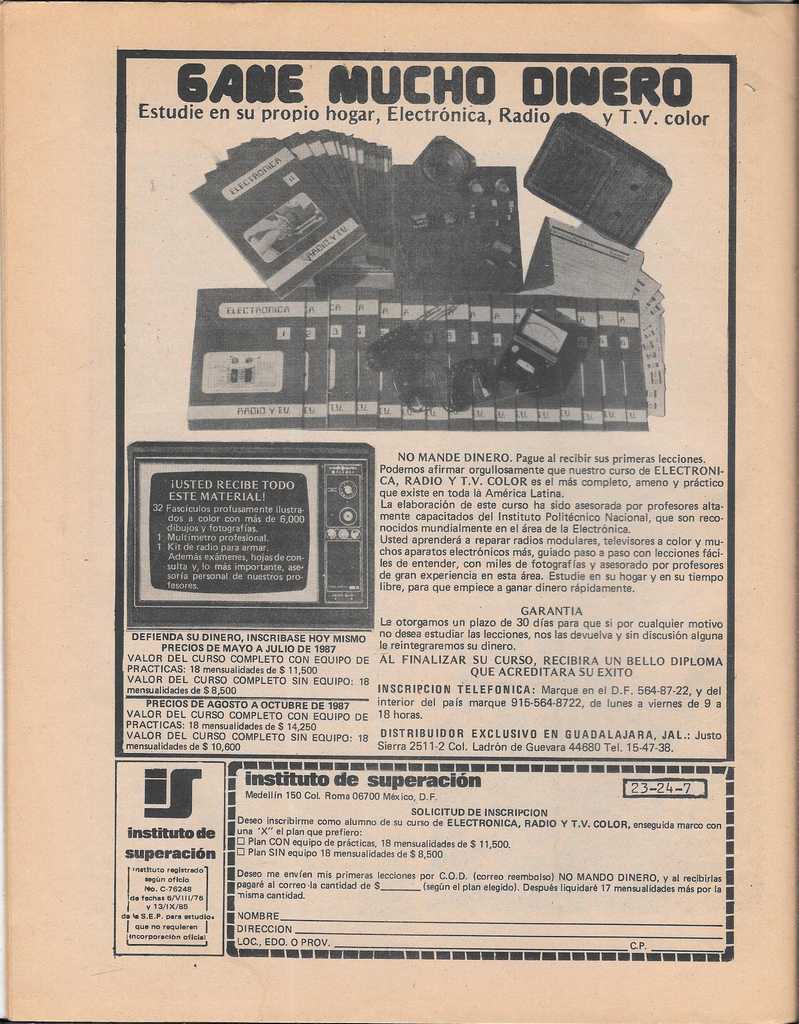 GANE MUCHO DINERO
Estudie en su propio hogar, Electrónica, Radio y T.V. color
ELECTRONICA
11
RADIO Y TV
ELECTRONICA
1
2
3
4
RADIO Y T.V.
¡USTED RECIBE TODO
ESTE MATERIAL!
32 Fascículos profusamente ilustra-
dos a color con más de 6,000
dibujos y fotografías.
1 Multímetro profesional.
1 Kit de radio para armar.
Además exámenes, hojas de con-
sulta y, lo más importante, ase-
soría personal de nuestros pro-
fesores.
DEFIENDA SU DINERO, INSCRIBASE HOY MISMO
PRECIOS DE MAYO A JULIO DE 1987
VALOR DEL CURSO COMPLETO CON EQUIPO DE
PRACTICAS: 18 mensualidades de $ 11,500
VALOR DEL CURSO COMPLETO SIN EQUIPO: 18
mensualidades de $ 8,500
PRECIOS DE AGOSTO A OCTUBRE DE 1987
VALOR DEL CURSO COMPLETO CON EQUIPO DE
PRACTICAS: 18 mensualidades de $ 14,250
VALOR DEL CURSO COMPLETO SIN EQUIPO: 18
mensualidades de $ 10,600
NO MANDE DINERO. Pague al recibir sus primeras lecciones.
Podemos afirmar orgullosamente que nuestro curso de ELECTRONI-
CA, RADIO Y T.V. COLOR es el más completo, ameno y práctico
que existe en toda la América Latina.
La elaboración de este curso ha sido asesorada por profesores alta-
mente capacitados del Instituto Politécnico Nacional, que son reco-
nocidos mundialmente en el área de la Electrónica.
Usted aprenderá a reparar radios modulares, televisores a color y mu-
chos aparatos electrónicos más, guiado paso a paso con lecciones fáci-
les de entender, con miles de fotografías y asesorado por profesores
de gran experiencia en esta área. Estudie en su hogar y en su tiempo
libre, para que empiece a ganar dinero rápidamente.
GARANTIA
Le otorgamos un plazo de 30 días para que si por cualquier motivo
no desea estudiar las lecciones, nos las devuelva y sin discusión alguna
le reintegraremos su dinero.
AL FINALIZAR SU CURSO, RECIBIRA UN BELLO DIPLOMA
QUE ACREDITARA SU EXITO
INSCRIPCION TELEFONICA: Marque en el D.F. 564-87-22, y del
interior del país marque 915-564-8722, de lunes a viernes de 9 a
18 horas.
DISTRIBUIDOR EXCLUSIVO EN GUADALAJARA, JAL.: Justo
Sierra 2511-2 Col. Ladrón de Guevara 44680 Tel. 15-47-38.
is
instituto de
superación
instituto registrado
según oficio
No. C-76248
de fechas 6/VIII/76
y 13/IX/85
de la S.E.P. para estudios
que no requieren
incorporación oficial
instituto de superación
Medellín 150 Col. Roma 06700 México, D.F.
23-24-7
SOLICITUD DE INSCRIPCION
Deseo inscribirme como alumno de su curso de ELECTRONICA, RADIO Y T.V. COLOR, enseguida marco con
una "X" el plan que prefiero:
☐ Plan CON equipo de prácticas, 18 mensualidades de $ 11,500.
☐ Plan SIN equipo 18 mensualidades de $ 8,500
Deseo me envíen mis primeras lecciones por C.O.D. (correo reembolso) NO MANDO DINERO, y al recibirlas
pagaré al correo la cantidad de $________ (según el plan elegido). Después liquidaré 17 mensualidades más por la
misma cantidad.
NOMBRE
DIRECCION
LOC., EDO. O PROV. C.P.